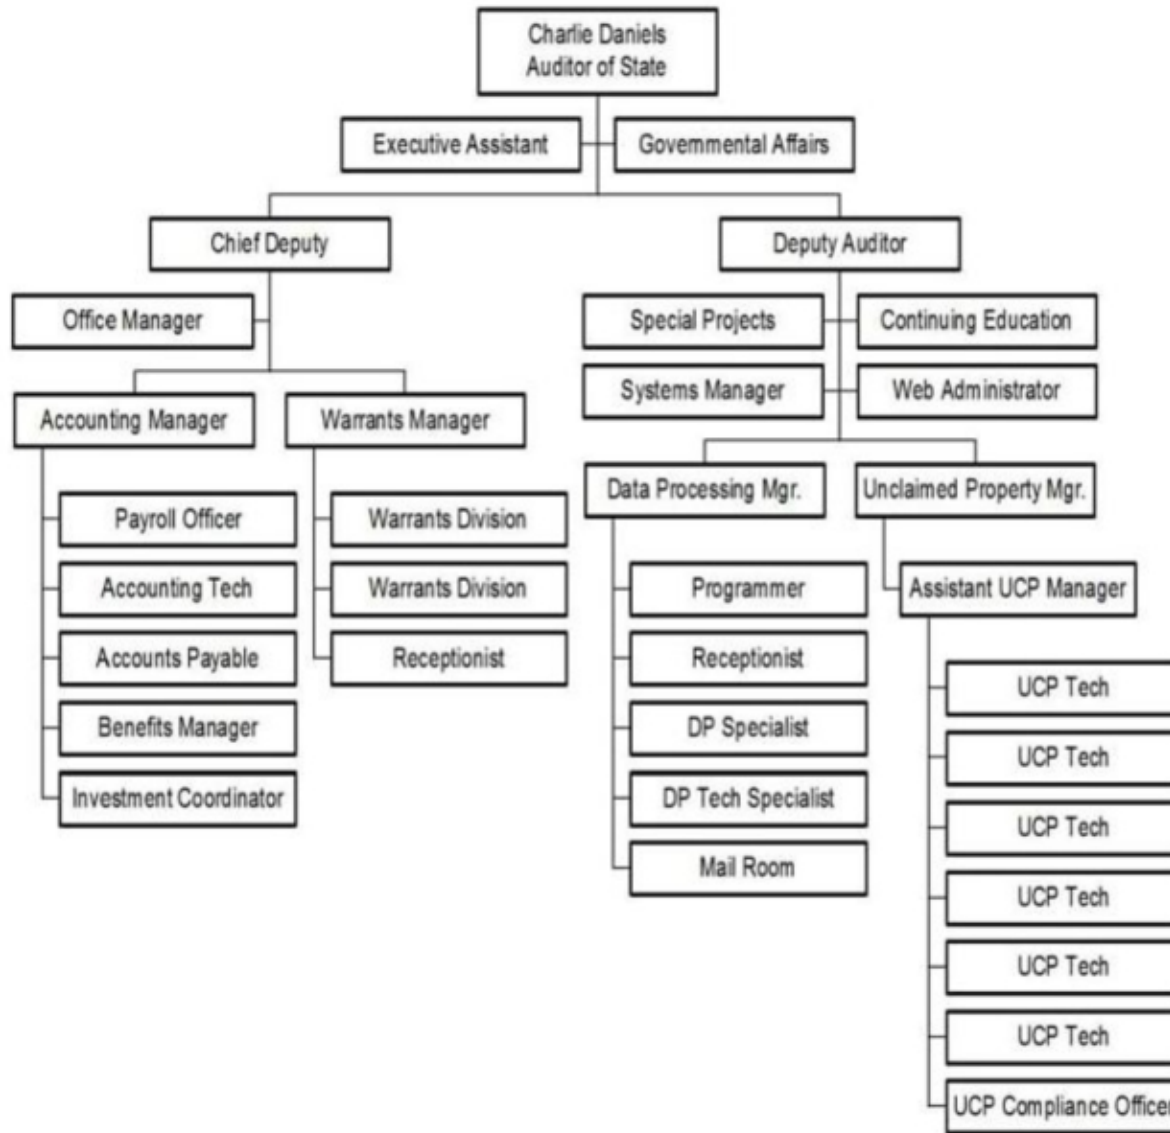 Charlie Daniels
Auditor of State
Executive Assistant
Governmental Affairs
Chief Deputy
Deputy Auditor
Office Manager
Special Projects
Continuing Education
Systems Manager
Web Administrator
Accounting Manager
Warrants Manager
Data Processing Mgr.
Unclaimed Property Mgr.
Payroll Officer
Accounting Tech
Accounts Payable
Benefits Manager
Investment Coordinator
Warrants Division
Warrants Division
Receptionist
Programmer
Receptionist
DP Specialist
DP Tech Specialist
Mail Room
Assistant UCP Manager
UCP Tech
UCP Tech
UCP Tech
UCP Tech
UCP Tech
UCP Tech
UCP Compliance Officer